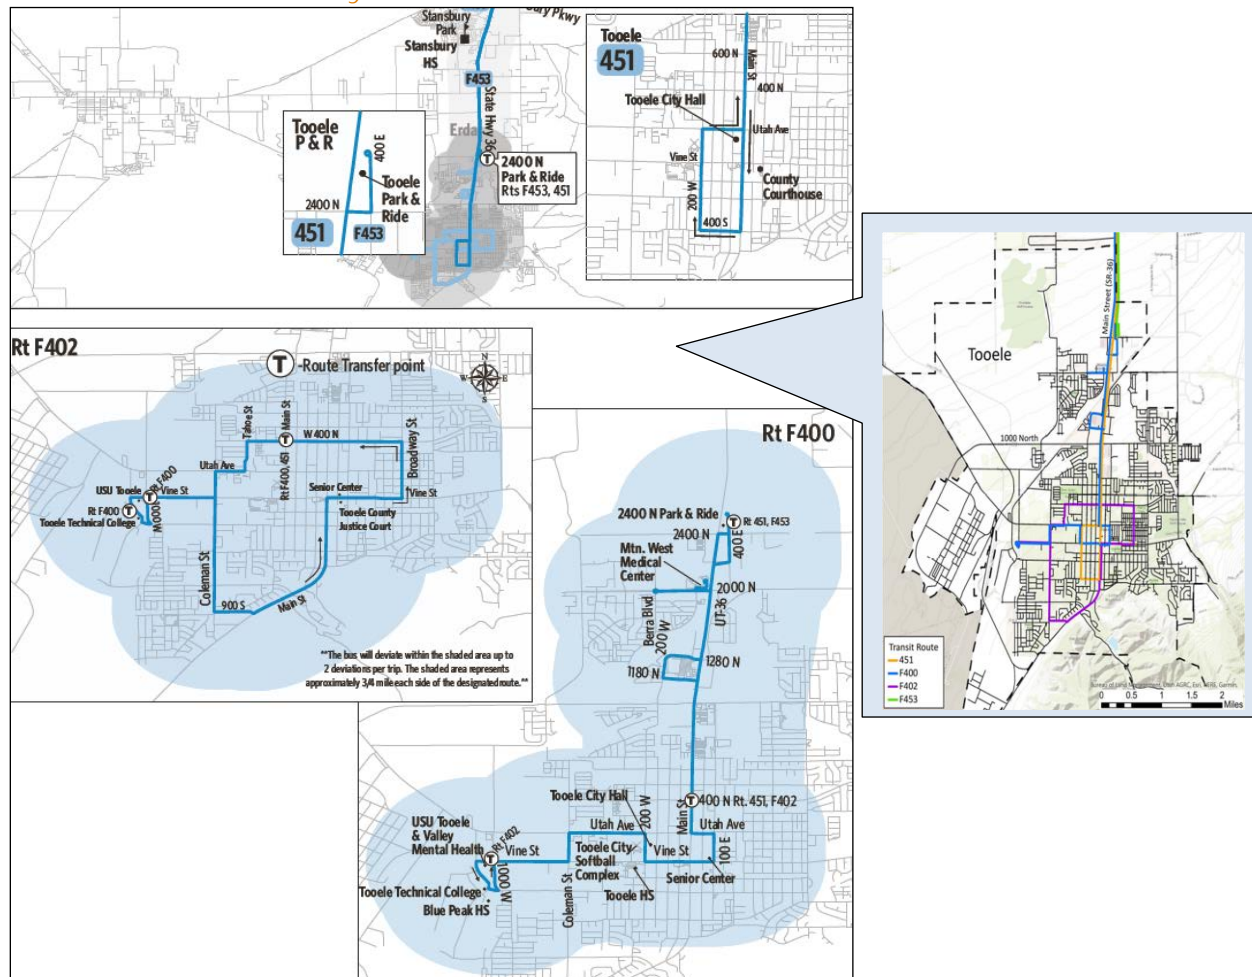 Stansbury
Park
Stansbury
HS
F453
State Hwy 36
Erda
2400 N
Park & Ride
Rts F453, 451
Tooele
P & R
400 E
Tooele
Park &
Ride
2400 N
451
F453
Tooele
451
600 N
Main St
400 N
Tooele City Hall
Utah Ave
Vine St
County
Courthouse
200 W
400 S
Rt F402
T -Route Transfer point
N
W E
S
Tahoe St
Main St
W 400 N
Broadway St
Utah Ave
Rt F400, 451
Rt F400
USU Tooele
T
Vine St
Senior Center
Vine St
Rt F400
T
1000 W
Tooele Technical College
Tooele County
Justice Court
Coleman St
900 S
Main St
**The bus will deviate within the shaded area up to
2 deviations per trip. The shaded area represents
approximately 3/4 mile each side of the designated route.**
Rt F400
2400 N Park & Ride
T Rt 451, F453
2400 N
400 E
Mtn. West
Medical
Center
2000 N
Berra Blvd
200 W
UT-36
1280 N
1180 N
T 400 N Rt. 451, F402
Tooele City Hall
200 W
Main St
Utah Ave
Utah Ave
USU Tooele
& Valley
Mental Health
Rt F402
T
Vine St
Tooele City
Softball
Complex
Vine St
100 E
Senior Center
Tooele Technical College
1000 W
Coleman St
Tooele HS
Blue Peak HS
Main Street (SR-36)
Tooele
1000 North
Transit Route
451
F400
F402
F453
0 0.5 1 1.5 2
Miles